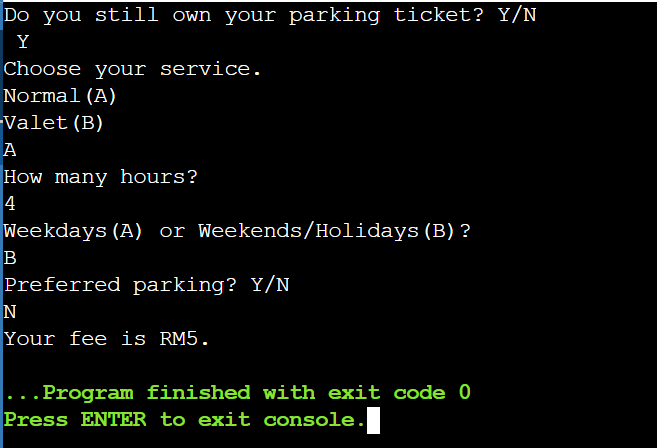 Do you still own your parking ticket? Y/N
Y
Choose your service.
Normal(A)
Valet(B)
A
How many hours?
4
Weekdays(A) or Weekends/Holidays(B)?
B
Preferred parking? Y/N
N
Your fee is RM5.
...Program finished with exit code 0
Press ENTER to exit console.